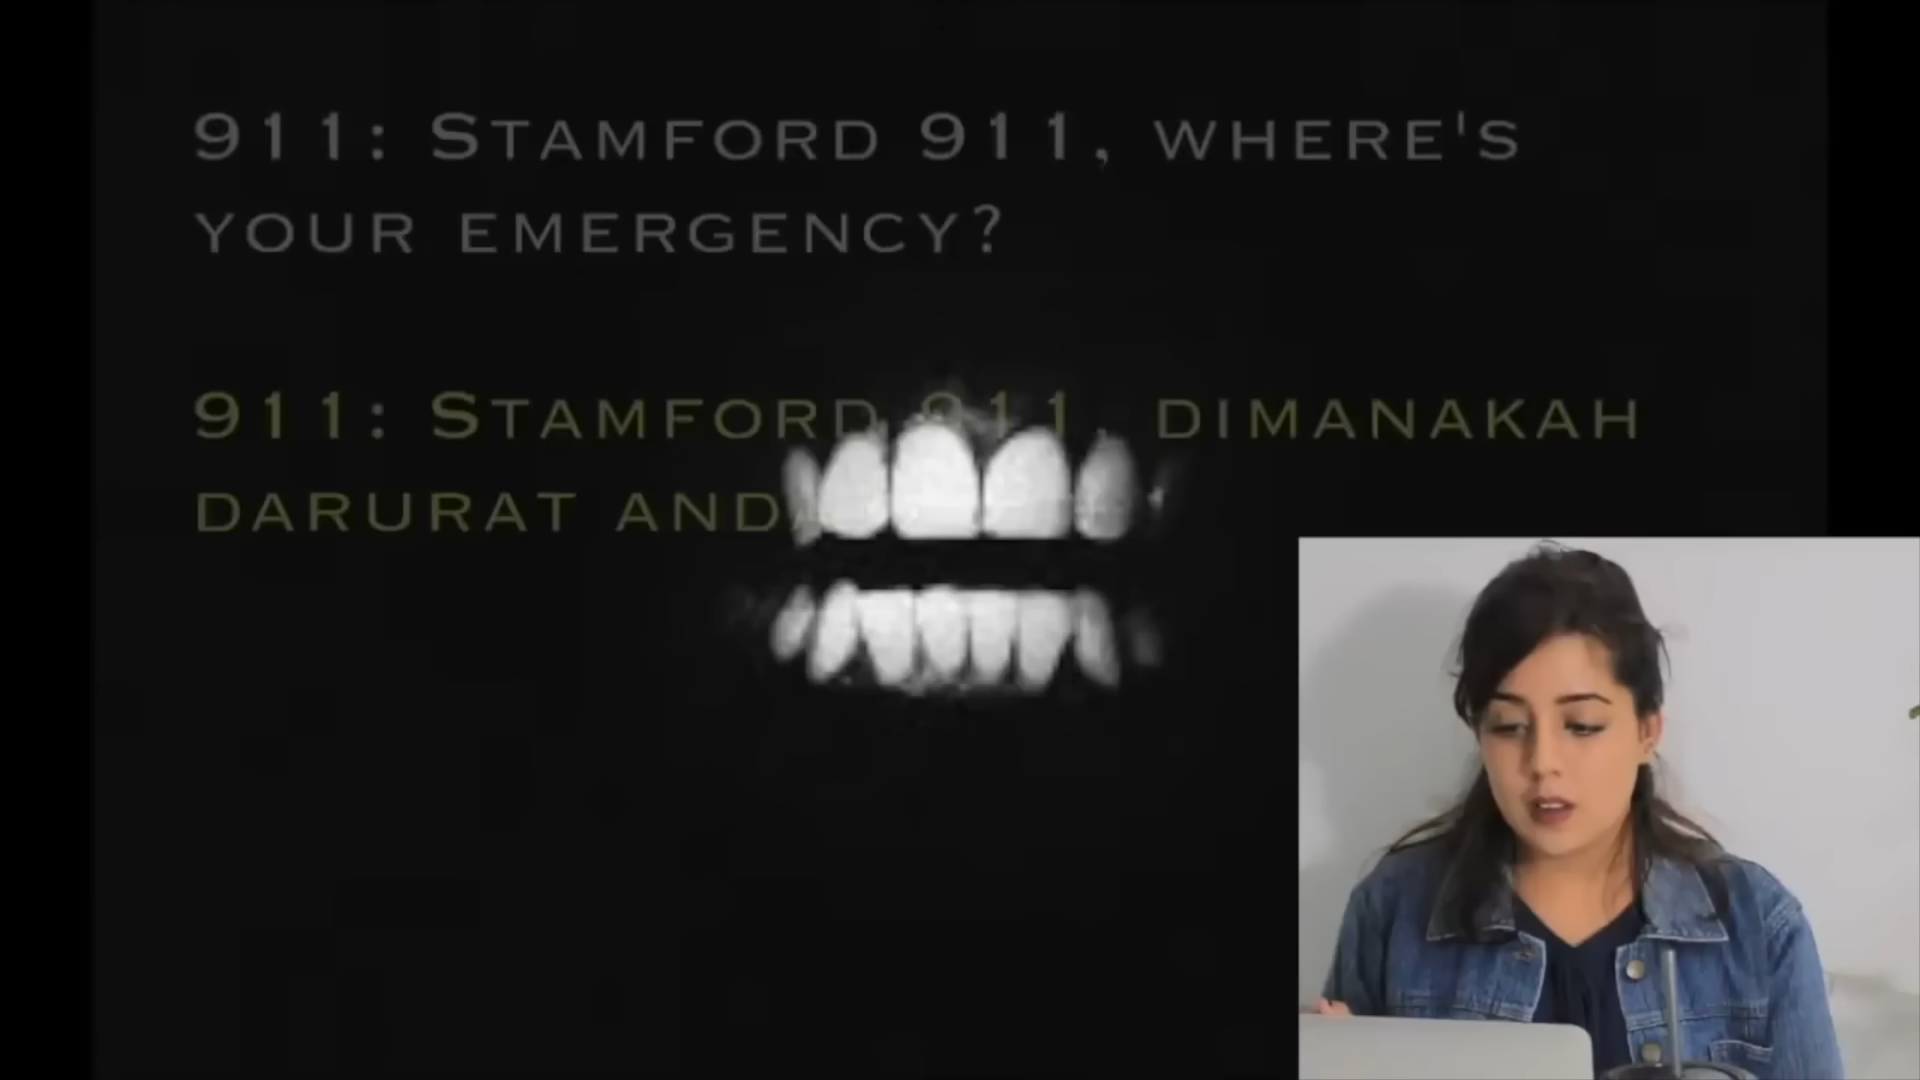 911: STAMFORD 911, WHERE'S
YOUR EMERGENCY?
911: STAMFORD 911, DIMANAKAH
DARURAT